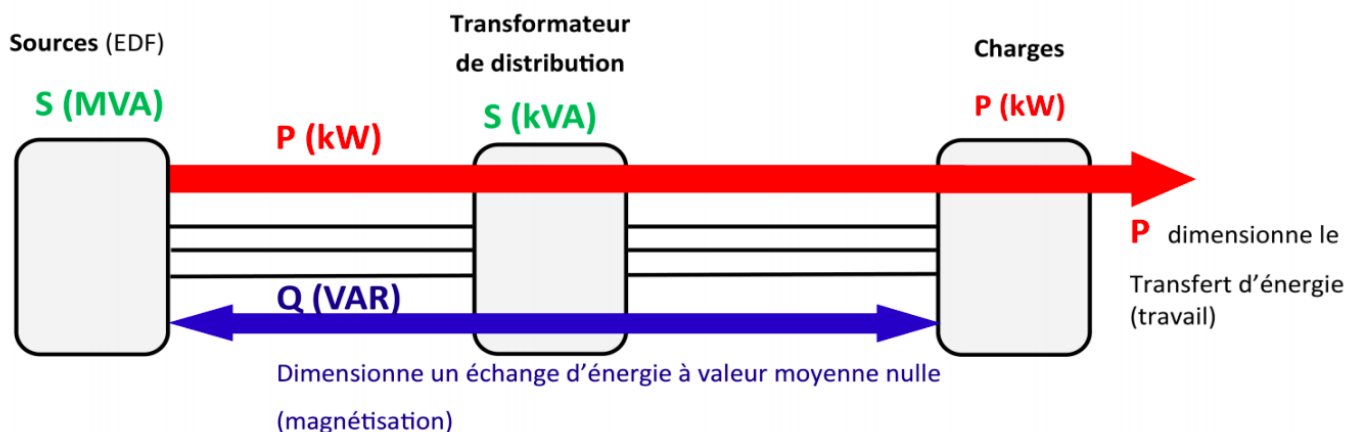 Sources (EDF)
S (MVA)
Transformateur
de distribution
S (kVA)
Charges
P (kW)
P (kW)
Q (VAR)
Dimensionne un échange d’énergie à valeur moyenne nulle
(magnétisation)
P dimensionne le
Transfert d’énergie
(travail)